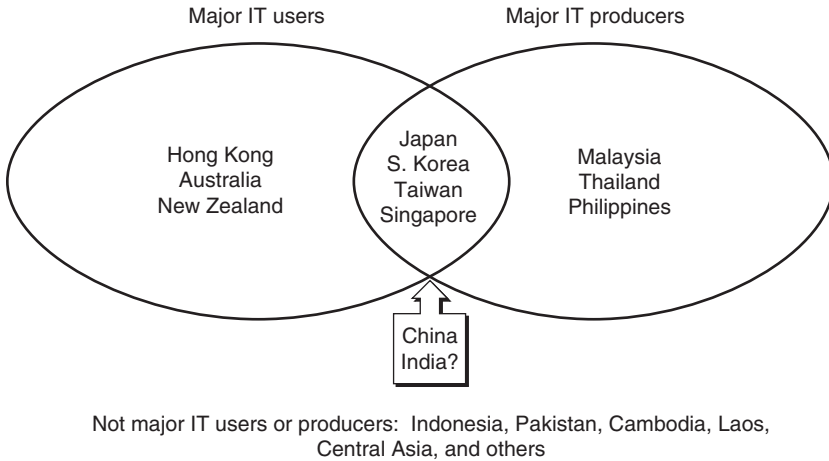 Major IT users
Major IT producers
Hong Kong
Australia
New Zealand
Japan
S. Korea
Taiwan
Singapore
Malaysia
Thailand
Philippines
China
India?
Not major IT users or producers: Indonesia, Pakistan, Cambodia, Laos,
Central Asia, and others